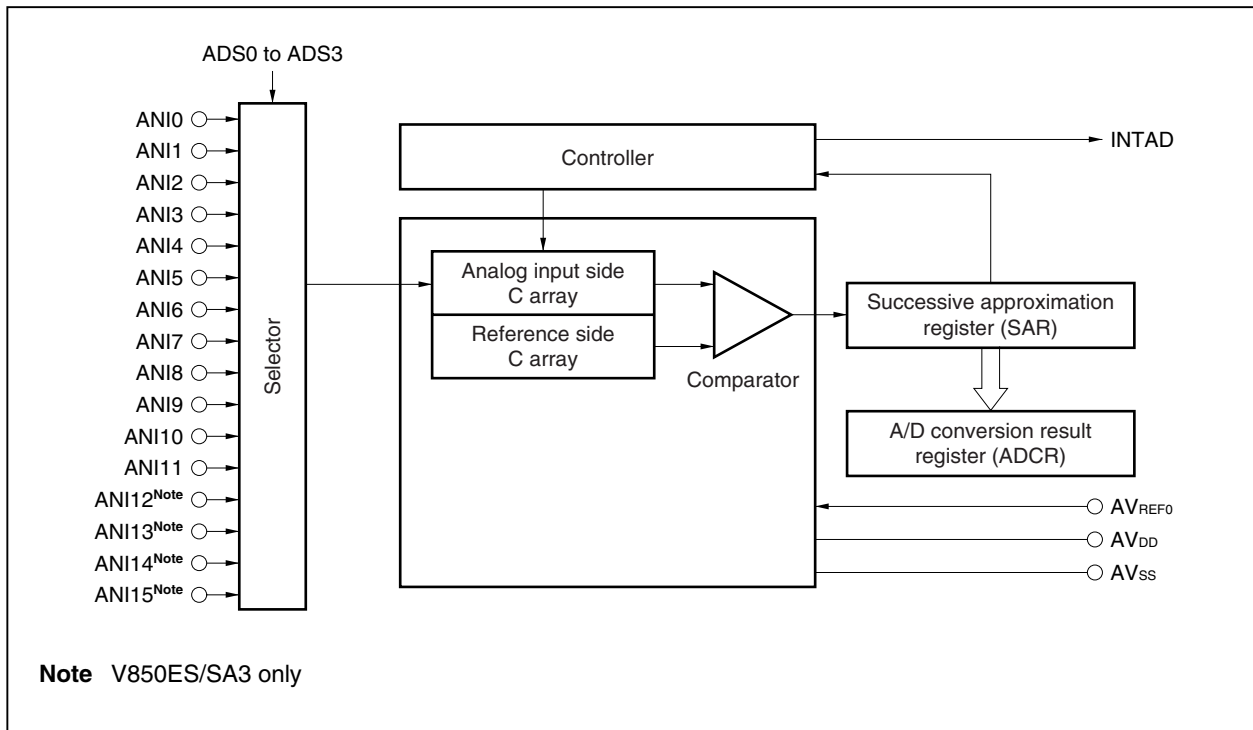 ADS0 to ADS3
ANI0
ANI1
ANI2
ANI3
ANI4
ANI5
ANI6
ANI7
ANI8
ANI9
ANI10
ANI11
ANI12Note
ANI13Note
ANI14Note
ANI15Note
Selector
Controller
INTAD
Analog input side
C array
Reference side
C array
Comparator
Successive approximation
register (SAR)
A/D conversion result
register (ADCR)
AVREF0
AVDD
AVSS
Note V850ES/SA3 only